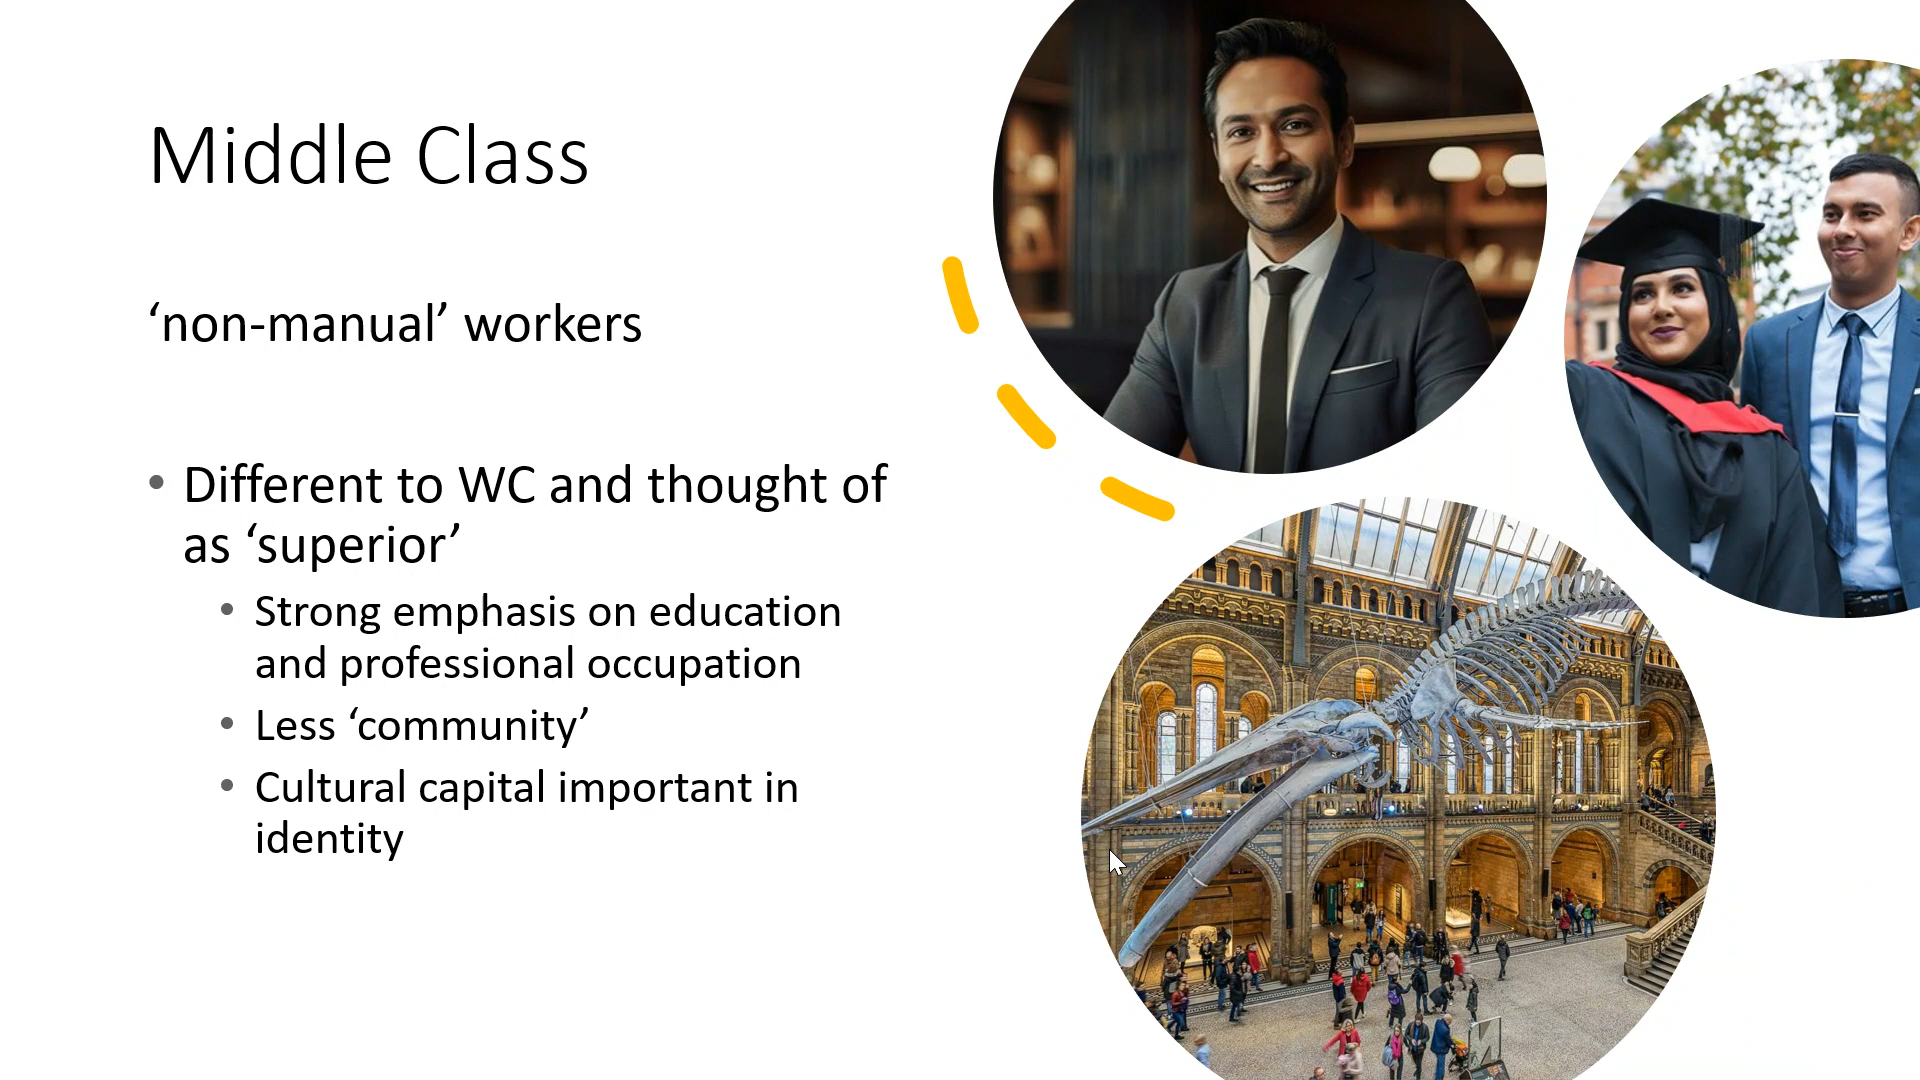 Middle Class
‘non-manual’ workers
• Different to WC and thought of
as ‘superior’
• Strong emphasis on education
and professional occupation
• Less ‘community’
• Cultural capital important in
identity